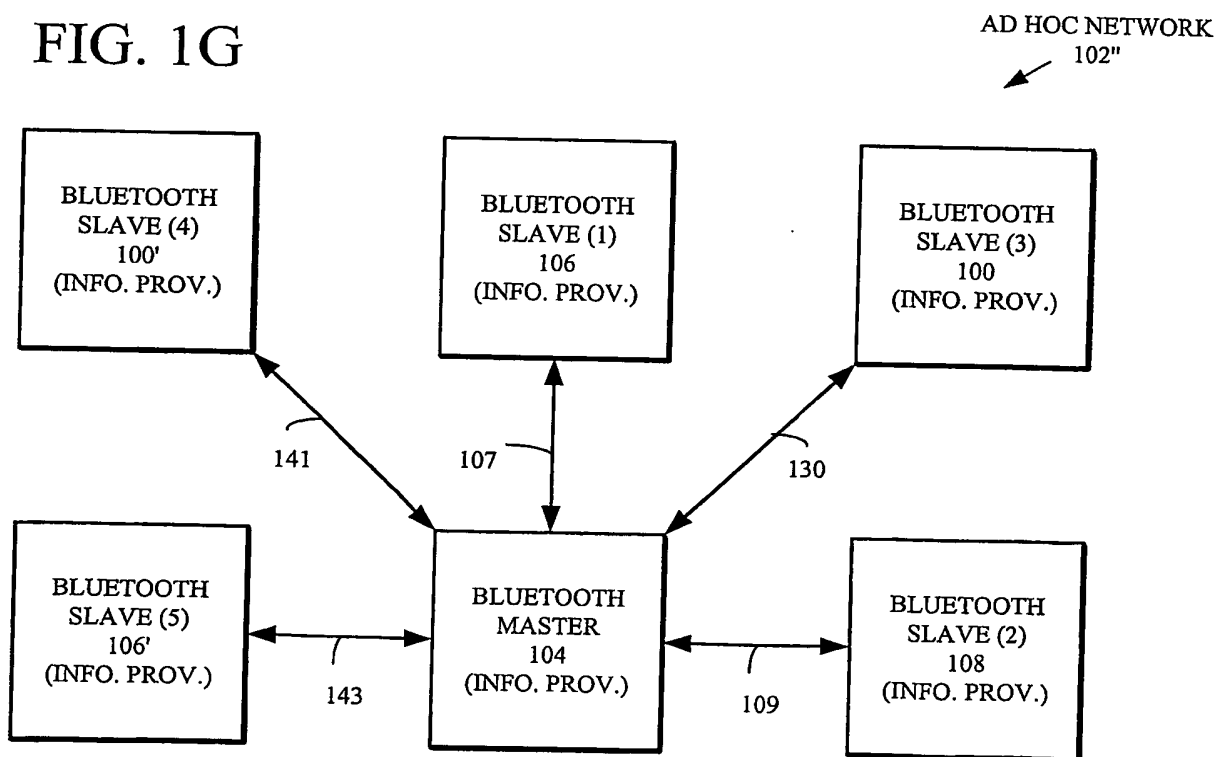 FIG. 1G
AD HOC NETWORK
102"
BLUETOOTH
SLAVE (4)
100'
(INFO. PROV.)
BLUETOOTH
SLAVE (1)
106
(INFO. PROV.)
BLUETOOTH
SLAVE (3)
100
(INFO. PROV.)
141
107
130
BLUETOOTH
SLAVE (5)
106'
(INFO. PROV.)
BLUETOOTH
MASTER
104
(INFO. PROV.)
BLUETOOTH
SLAVE (2)
108
(INFO. PROV.)
143
109